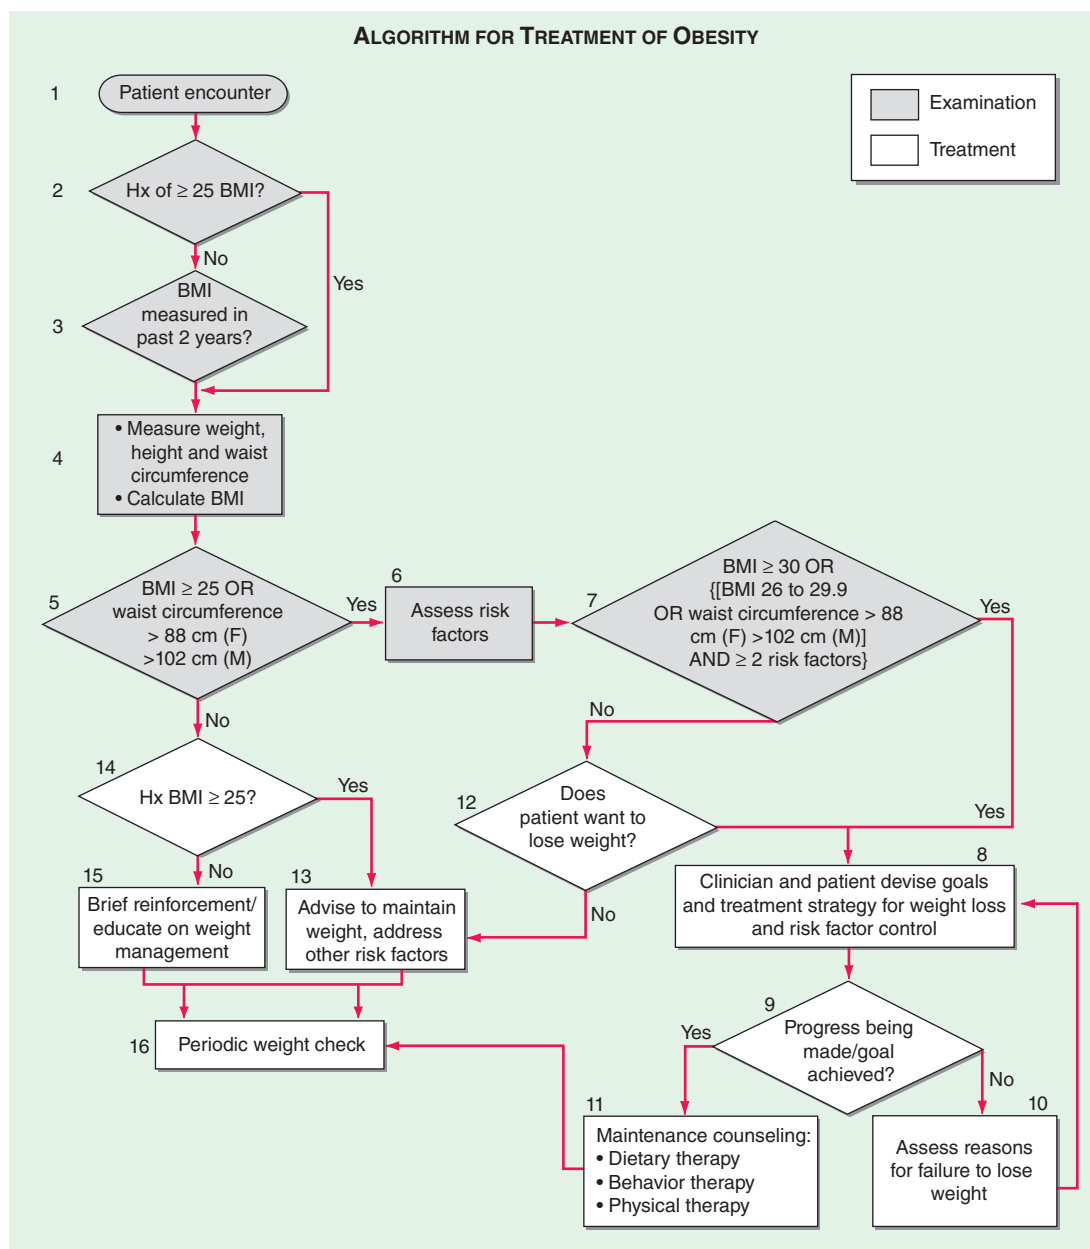 ALGORITHM FOR TREATMENT OF OBESITY
Examination
Treatment
1
Patient encounter
2
Hx of ≥ 25 BMI?
No
Yes
3
BMI
measured in
past 2 years?
4
• Measure weight,
height and waist
circumference
• Calculate BMI
5
BMI ≥ 25 OR
waist circumference
> 88 cm (F)
>102 cm (M)
Yes
No
6
Assess risk
factors
7
BMI ≥ 30 OR
{[BMI 26 to 29.9
OR waist circumference > 88
cm (F) >102 cm (M)]
AND ≥ 2 risk factors}
Yes
No
14
Hx BMI ≥ 25?
Yes
No
12
Does
patient want to
lose weight?
Yes
No
15
Brief reinforcement/
educate on weight
management
13
Advise to maintain
weight, address
other risk factors
8
Clinician and patient devise goals
and treatment strategy for weight loss
and risk factor control
16
Periodic weight check
9
Progress being
made/goal
achieved?
Yes
No
11
Maintenance counseling:
• Dietary therapy
• Behavior therapy
• Physical therapy
10
Assess reasons
for failure to lose
weight